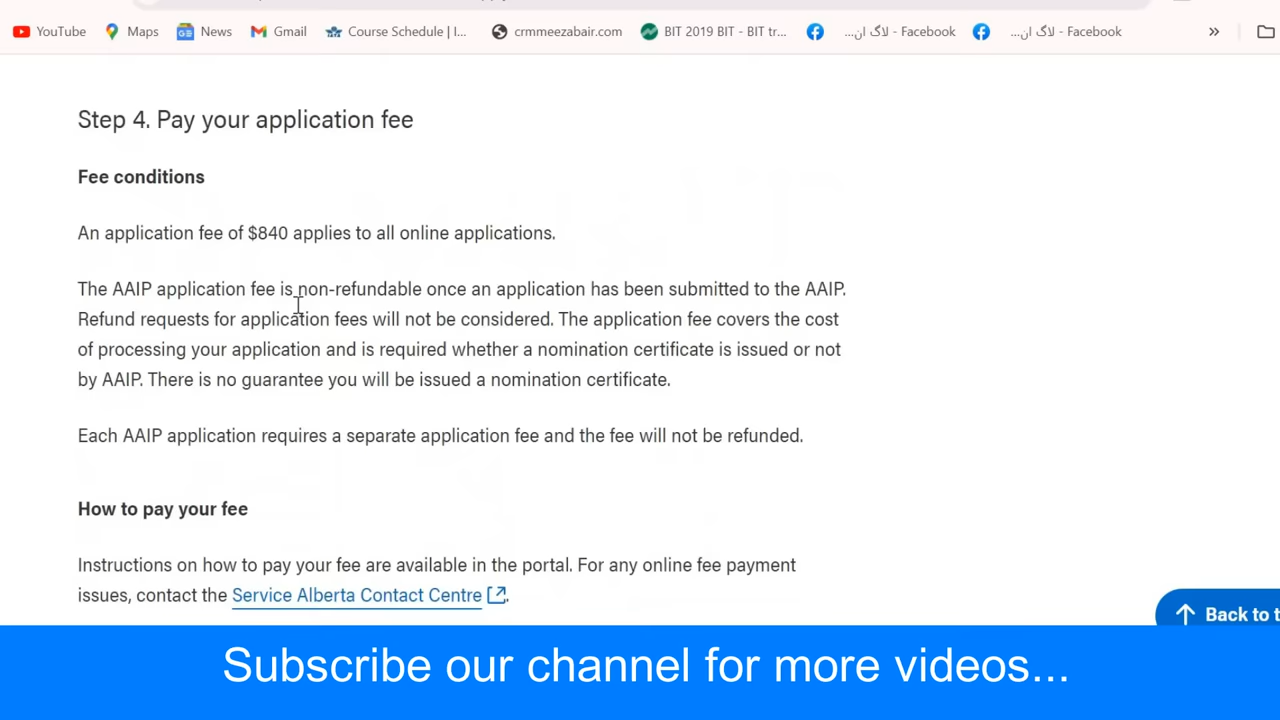 YouTube Maps News Gmail Course Schedule | I... crmmeezabair.com BIT 2019 BIT - BIT tr... ...لاگ ان - Facebook ...لاگ ان - Facebook »
Step 4. Pay your application fee
Fee conditions
An application fee of $840 applies to all online applications.
The AAIP application fee is non-refundable once an application has been submitted to the AAIP.
Refund requests for application fees will not be considered. The application fee covers the cost
of processing your application and is required whether a nomination certificate is issued or not
by AAIP. There is no guarantee you will be issued a nomination certificate.
Each AAIP application requires a separate application fee and the fee will not be refunded.
How to pay your fee
Instructions on how to pay your fee are available in the portal. For any online fee payment
issues, contact the Service Alberta Contact Centre.
Back to t
Subscribe our channel for more videos...